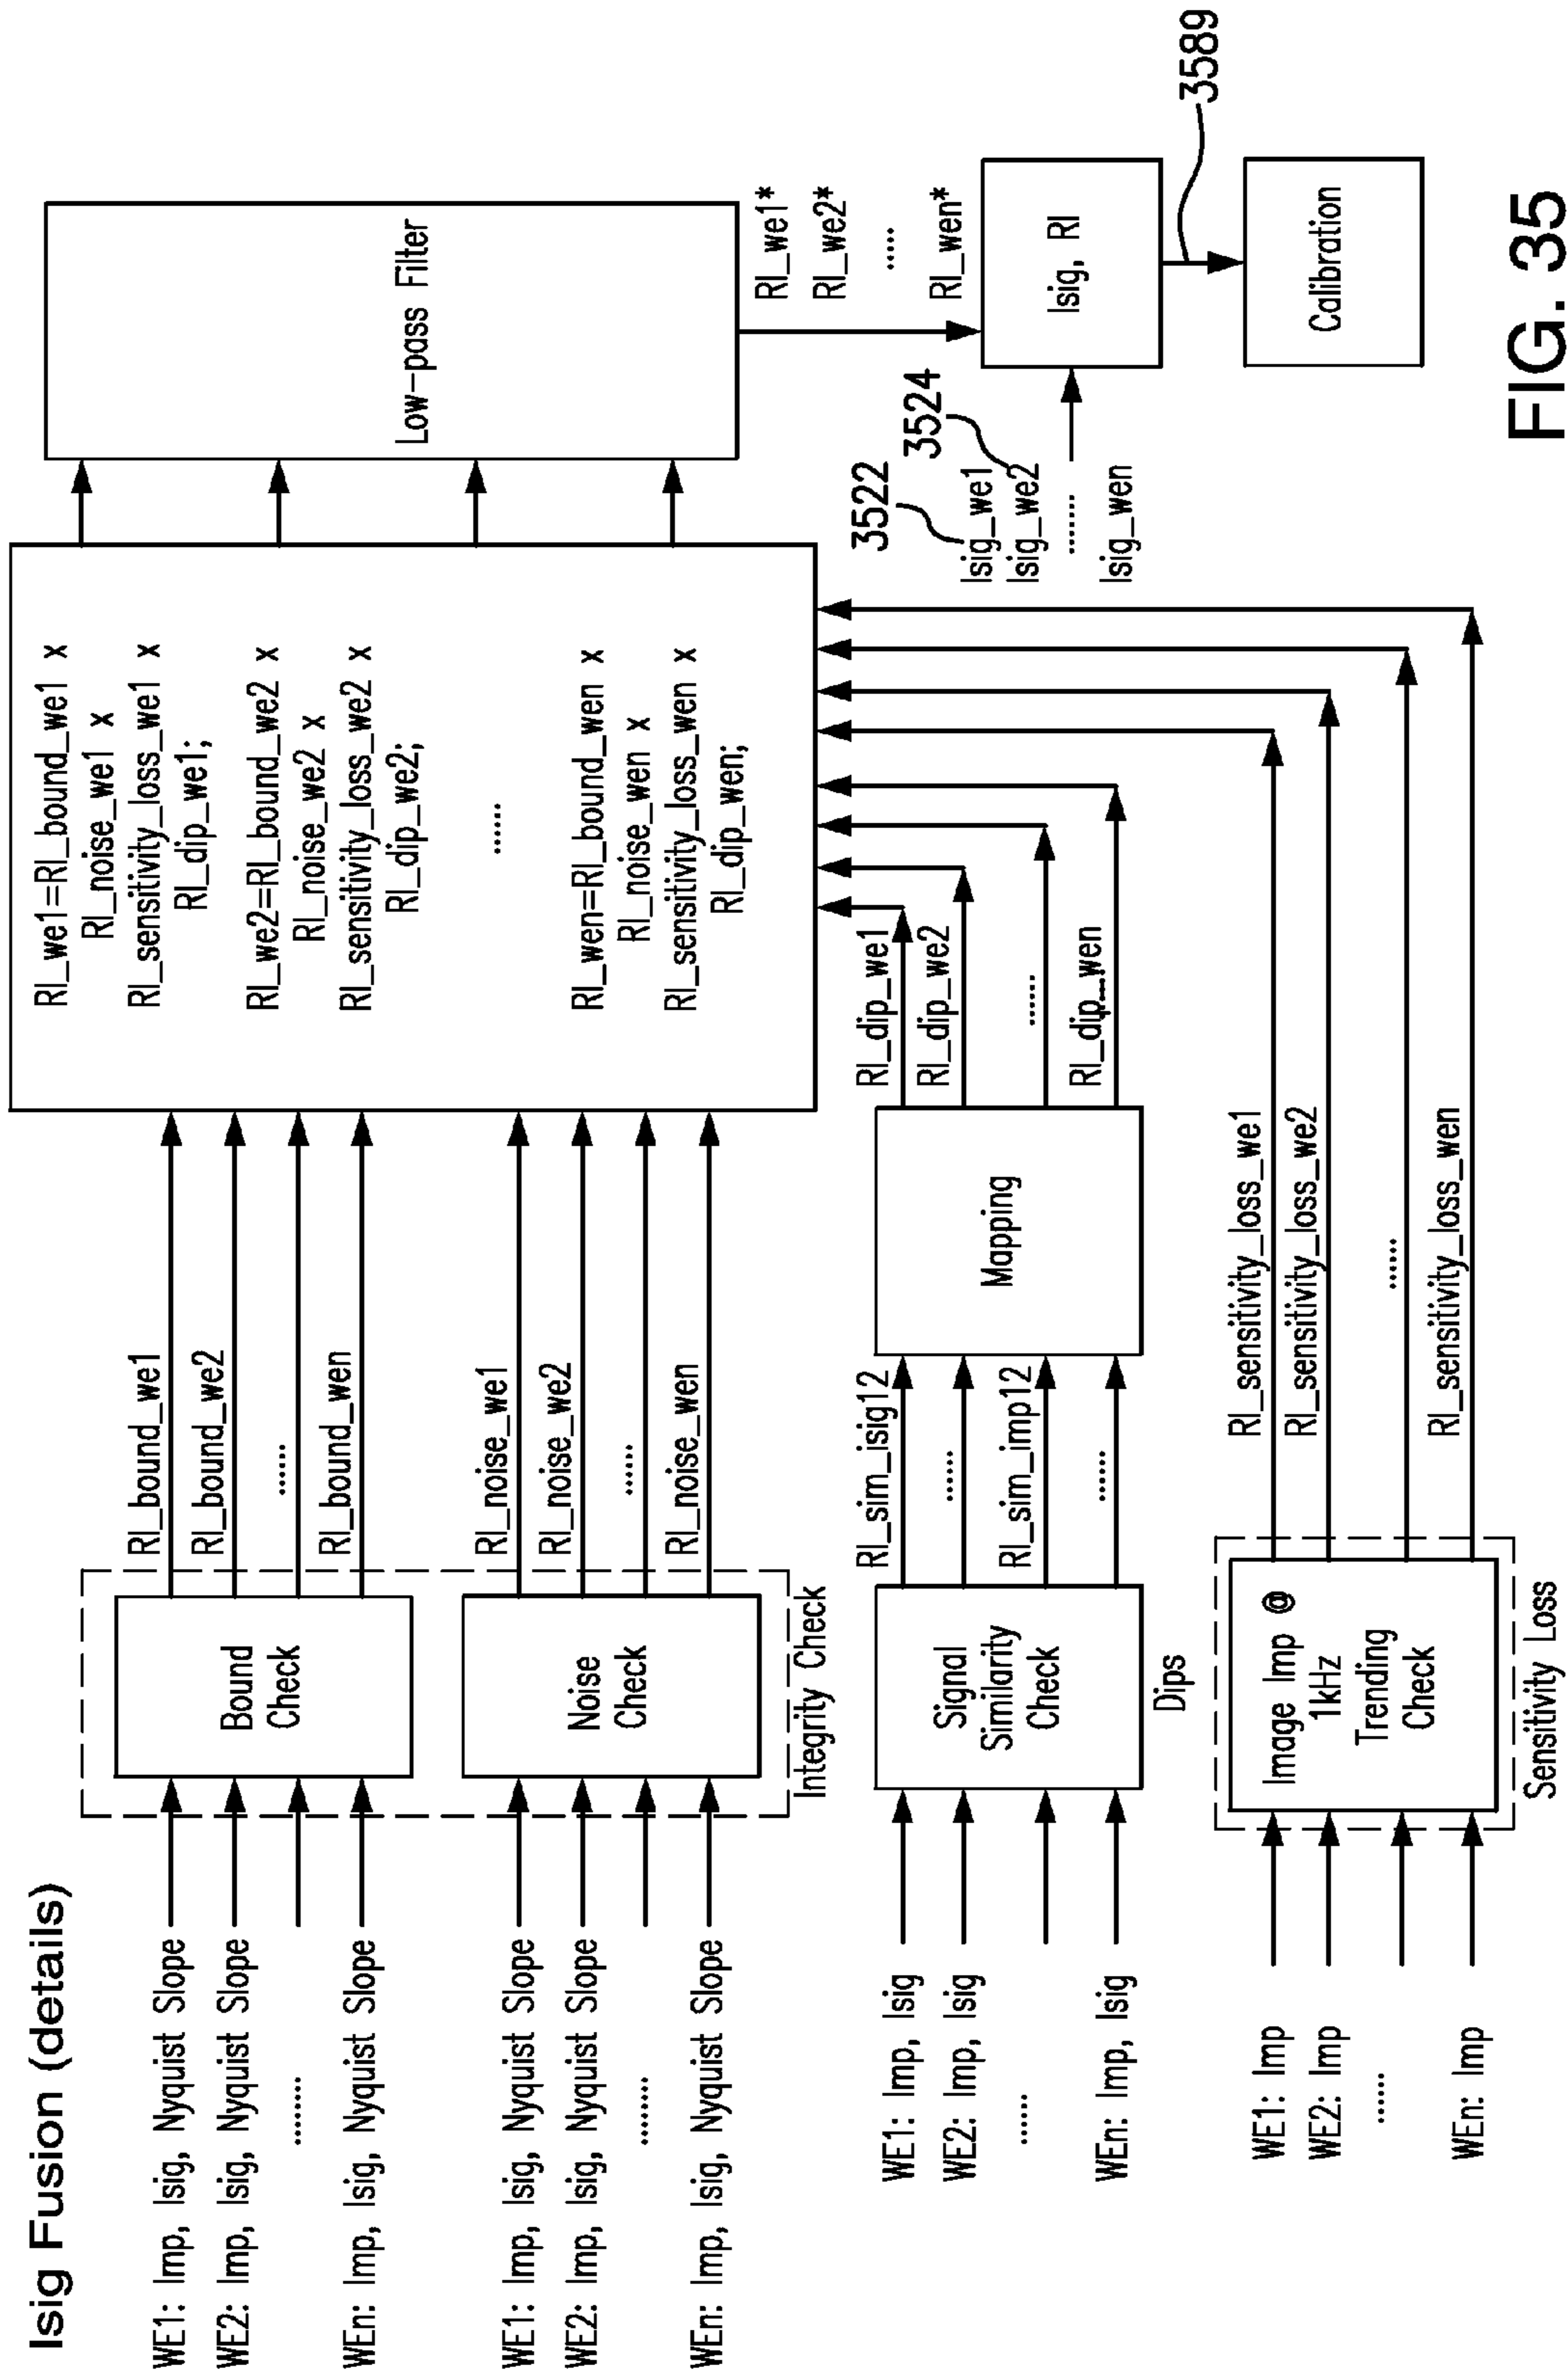 Isig Fusion (details)
WE1: Imp, Isig, Nyquist Slope
WE2: Imp, Isig, Nyquist Slope
........
WEn: Imp, Isig, Nyquist Slope
Bound
Check
RI_bound_we1
RI_bound_we2
......
RI_bound_wen
WE1: Imp, Isig, Nyquist Slope
WE2: Imp, Isig, Nyquist Slope
........
WEn: Imp, Isig, Nyquist Slope
Noise
Check
Integrity Check
RI_noise_we1
RI_noise_we2
......
RI_noise_wen
RI_we1=RI_bound_we1 x
RI_noise_we1 x
RI_sensitivity_loss_we1 x
RI_dip_we1;
RI_we2=RI_bound_we2 x
RI_noise_we2 x
RI_sensitivity_loss_we2 x
RI_dip_we2;
......
RI_wen=RI_bound_wen x
RI_noise_wen x
RI_sensitivity_loss_wen x
RI_dip_wen;
Low-pass Filter
RI_we1*
RI_we2*
.....
RI_wen*
WE1: Imp, Isig
WE2: Imp, Isig
......
WEn: Imp, Isig
Signal
Similarity
Check
Dips
RI_sim_isig12
......
RI_sim_imp12
......
Mapping
RI_dip_we1
RI_dip_we2
......
RI_dip_wen
3522
3524
Isig_we1
Isig_we2
.......
Isig_wen
Isig, RI
3589
Calibration
WE1: Imp
WE2: Imp
......
WEn: Imp
Image Imp @
1kHz
Trending
Check
Sensitivity Loss
RI_sensitivity_loss_we1
RI_sensitivity_loss_we2
......
RI_sensitivity_loss_wen
FIG. 35